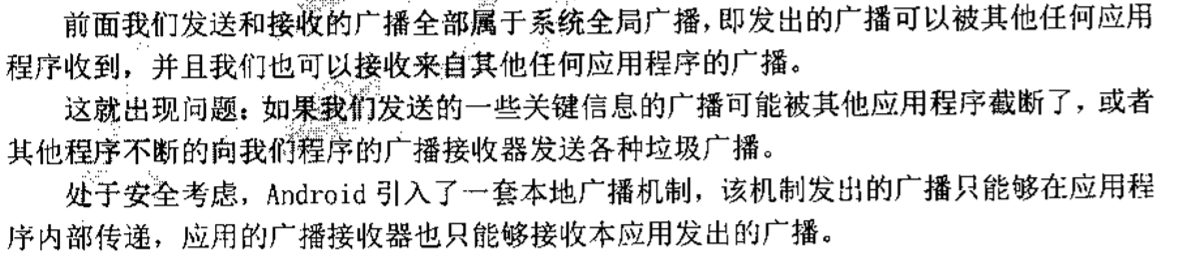 前面我们发送和接收的广播全部属于系统全局广播，即发出的广播可以被其他任何应用
程序收到，并且我们也可以接收来自其他任何应用程序的广播。
这就出现问题：如果我们发送的一些关键信息的广播可能被其他应用程序截断了，或者
其他程序不断的向我们程序的广播接收器发送各种垃圾广播。
处于安全考虑，Android 引入了一套本地广播机制，该机制发出的广播只能够在应用程
序内部传递，应用的广播接收器也只能够接收本应用发出的广播。